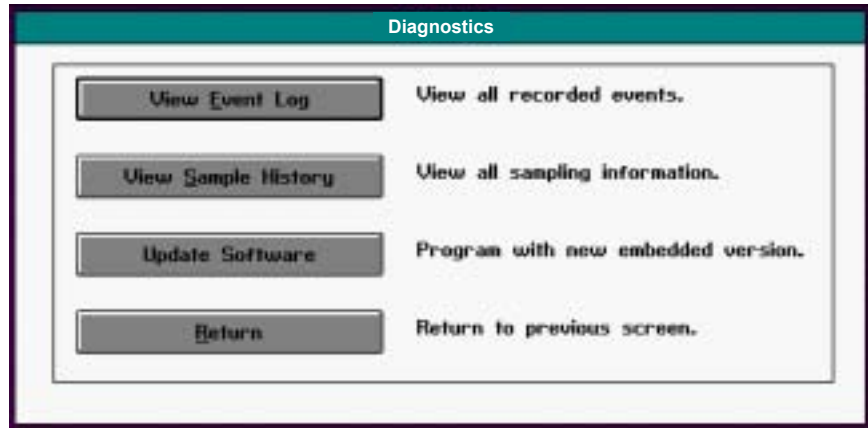 Diagnostics
View Event Log
View all recorded events.
View Sample History
View all sampling information.
Update Software
Program with new embedded version.
Return
Return to previous screen.